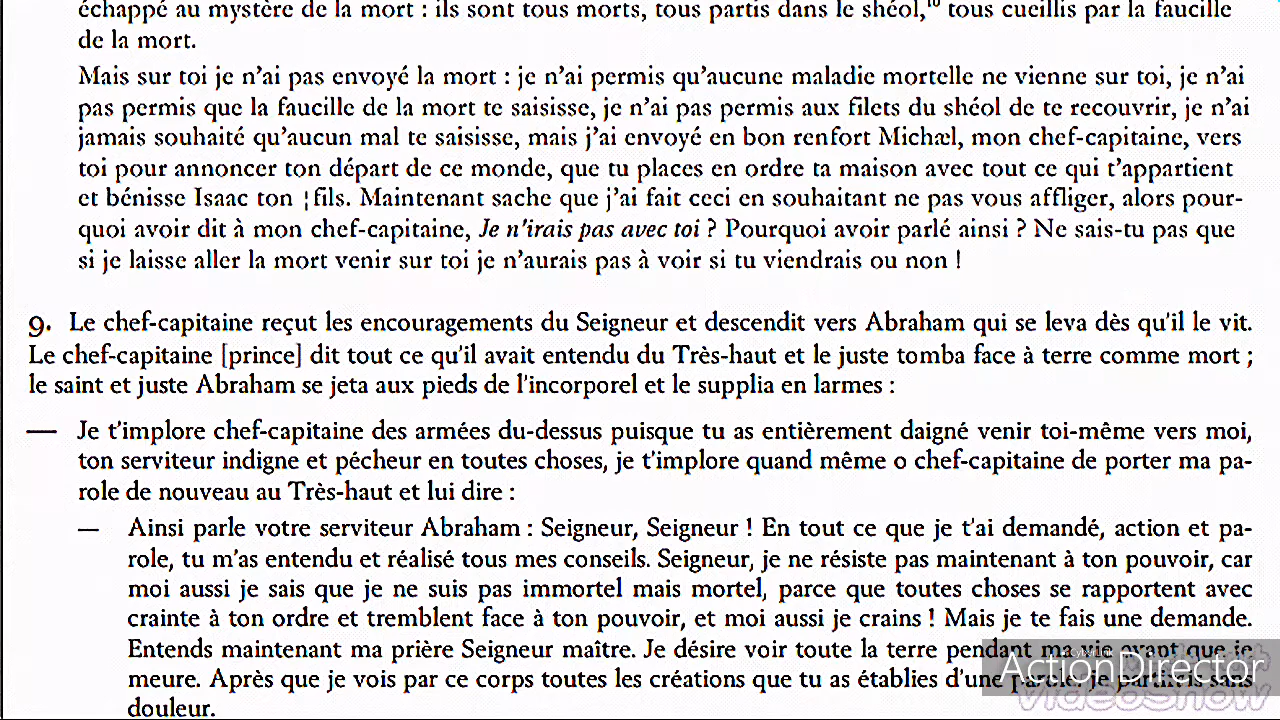 échappé au mystère de la mort : ils sont tous morts, tous partis dans le shéol,¹⁰ tous cueillis par la faucille
de la mort.
Mais sur toi je n'ai pas envoyé la mort : je n'ai permis qu'aucune maladie mortelle ne vienne sur toi, je n'ai
pas permis que la faucille de la mort te saisisse, je n'ai pas permis aux filets du shéol de te recouvrir, je n'ai
jamais souhaité qu'aucun mal te saisisse, mais j'ai envoyé en bon renfort Michæl, mon chef-capitaine, vers
toi pour annoncer ton départ de ce monde, que tu places en ordre ta maison avec tout ce qui t'appartient
et bénisse Isaac ton ¦fils. Maintenant sache que j'ai fait ceci en souhaitant ne pas vous affliger, alors pour-
quoi avoir dit à mon chef-capitaine, Je n'irais pas avec toi ? Pourquoi avoir parlé ainsi ? Ne sais-tu pas que
si je laisse aller la mort venir sur toi je n'aurais pas à voir si tu viendrais ou non !
9. Le chef-capitaine reçut les encouragements du Seigneur et descendit vers Abraham qui se leva dès qu'il le vit.
Le chef-capitaine [prince] dit tout ce qu'il avait entendu du Très-haut et le juste tomba face à terre comme mort ;
le saint et juste Abraham se jeta aux pieds de l'incorporel et le supplia en larmes :
— Je t'implore chef-capitaine des armées du-dessus puisque tu as entièrement daigné venir toi-même vers moi,
ton serviteur indigne et pécheur en toutes choses, je t'implore quand même o chef-capitaine de porter ma pa-
role de nouveau au Très-haut et lui dire :
— Ainsi parle votre serviteur Abraham : Seigneur, Seigneur ! En tout ce que je t'ai demandé, action et pa-
role, tu m'as entendu et réalisé tous mes conseils. Seigneur, je ne résiste pas maintenant à ton pouvoir, car
moi aussi je sais que je ne suis pas immortel mais mortel, parce que toutes choses se rapportent avec
crainte à ton ordre et tremblent face à ton pouvoir, et moi aussi je crains ! Mais je te fais une demande.
Entends maintenant ma prière Seigneur maître. Je désire voir toute la terre pendant ma vie avant que je
meure. Après que je vois par ce corps toutes les créations que tu as établies d'une parole, je partirais sans
douleur.
ActionDirector
VideoShow